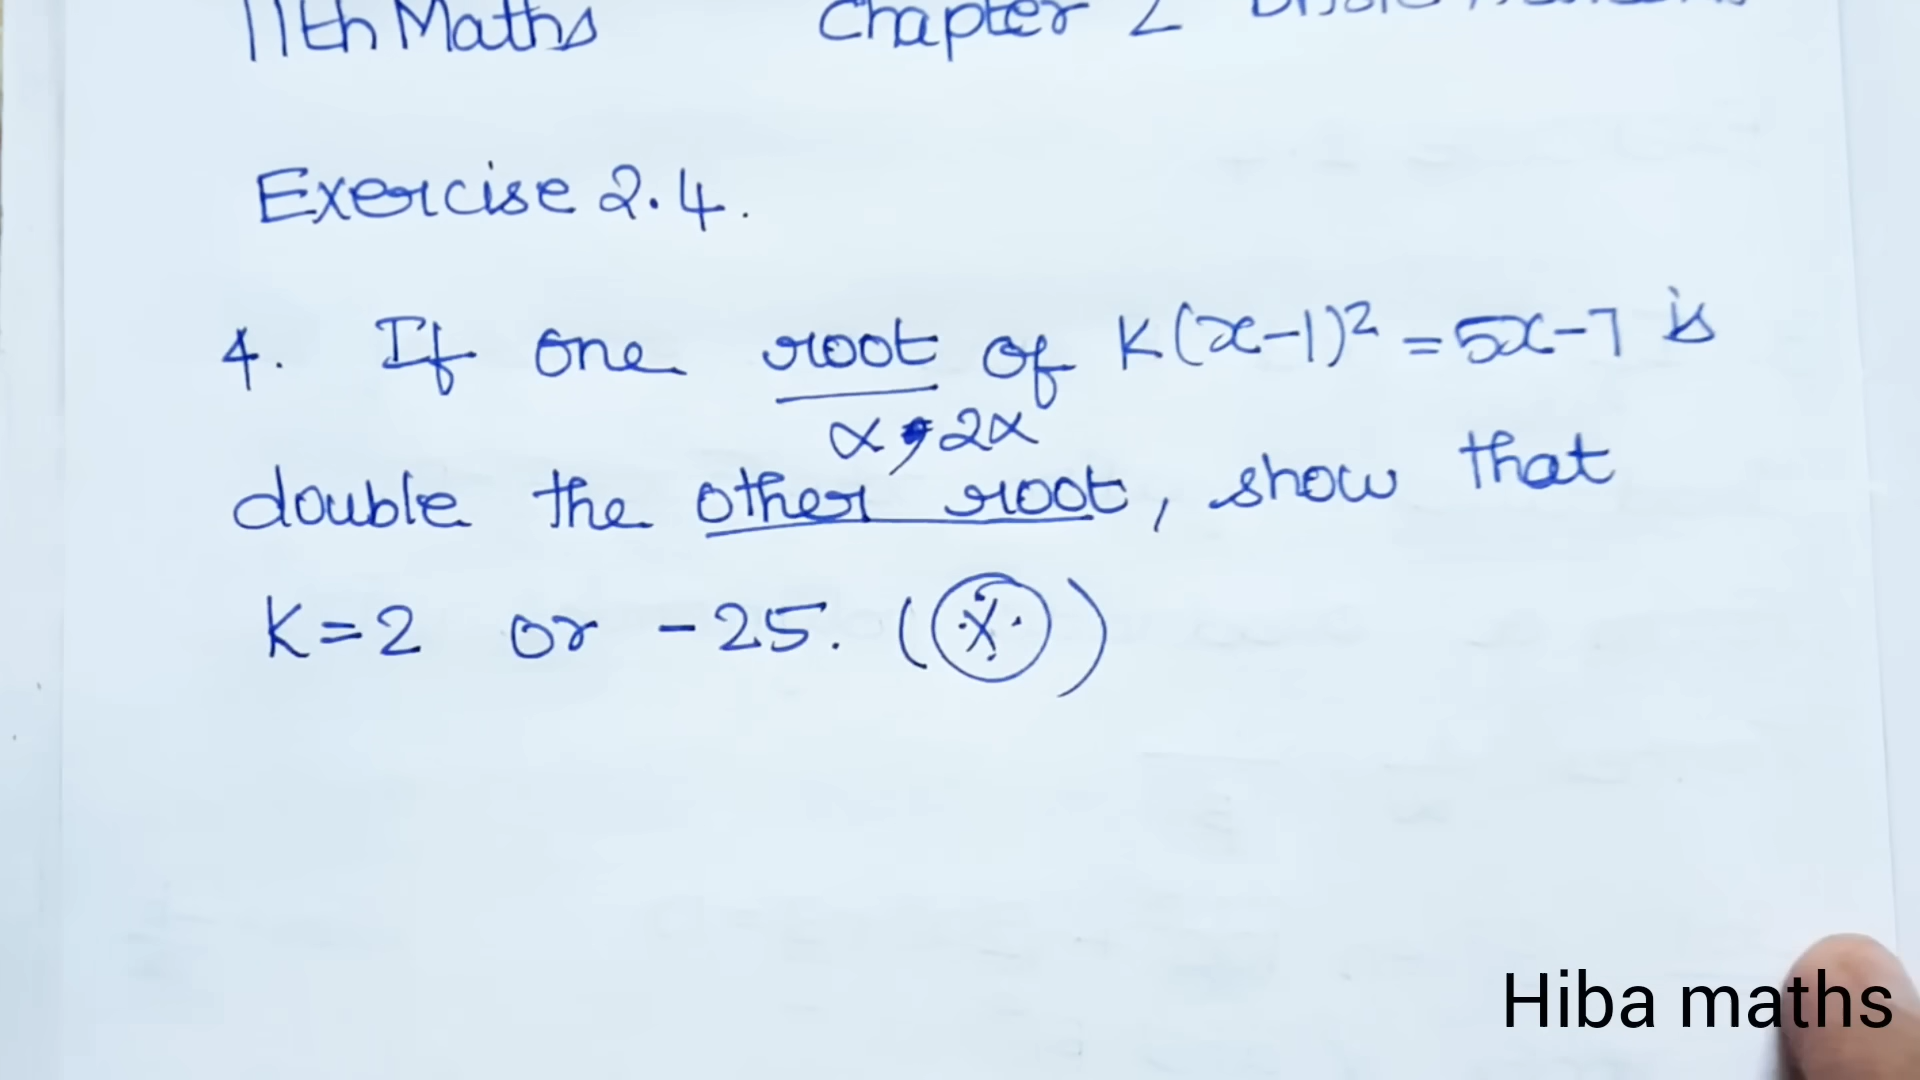 11th Maths Chapter 2
Exercise 2.4.
4. If one root of K(x-1)² = 5x-7 is
α, 2α
double the other root, show that
K=2 or -25. (X)
Hiba maths